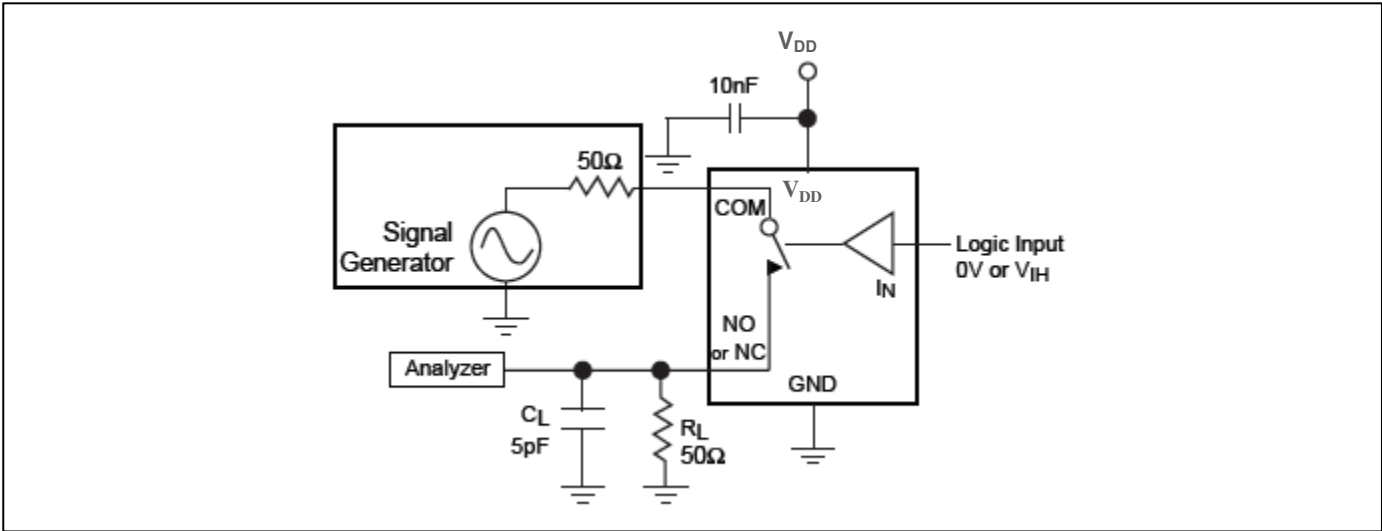 VDD
10nF
50Ω
VDD
COM
Signal
Generator
Logic Input
0V or VIH
IN
NO
or NC
Analyzer
GND
CL
5pF
RL
50Ω